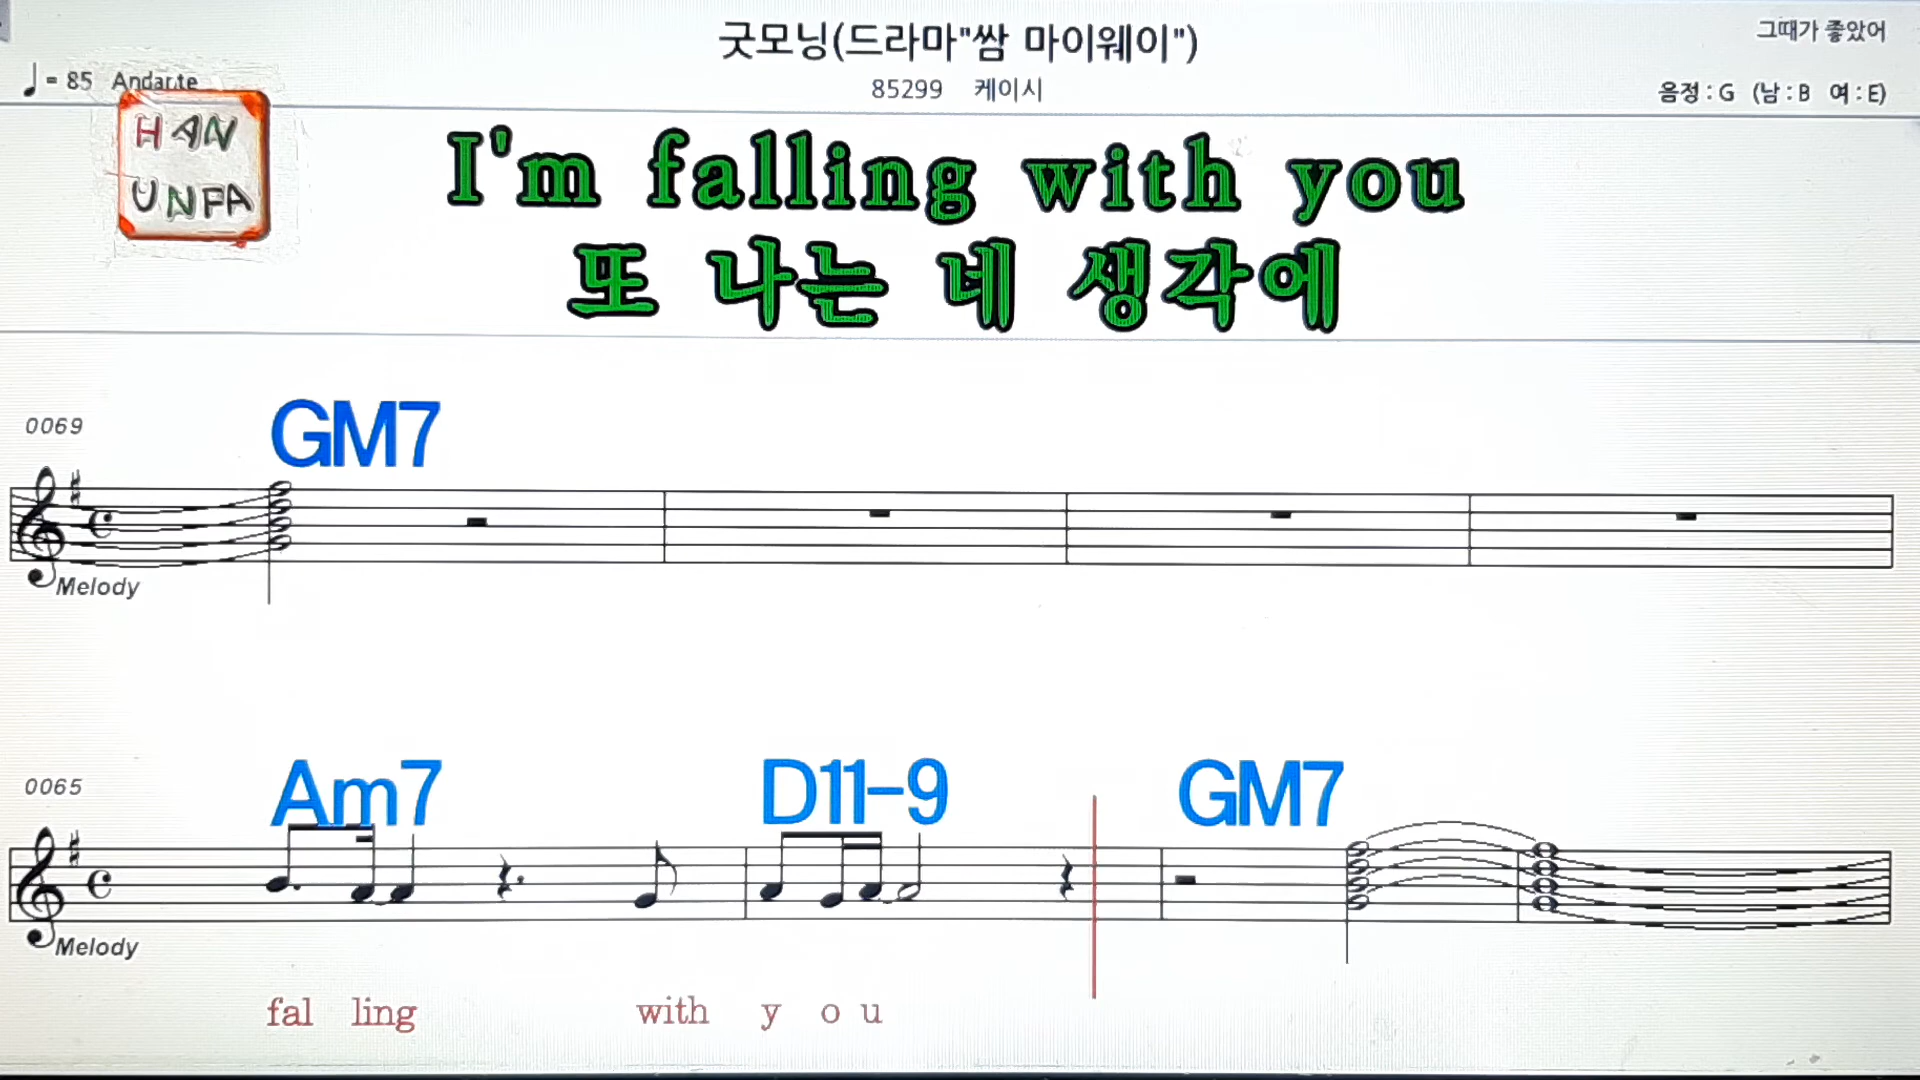 굿모닝(드라마"쌈 마이웨이")
그때가 좋았어
♩= 85 Andante
85299 케이시
음정 : G (남 : B 여 : E)
HAN
UNPA
I'm falling with you
또 나는 네 생각에
0069
GM7
Melody
0065
Am7 D11-9 GM7
Melody
fal ling with y o u